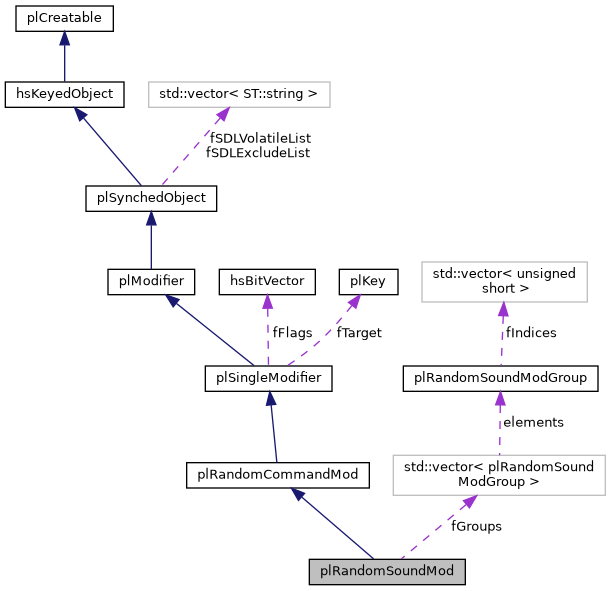 plCreatable
hsKeyedObject
std::vector< ST::string >
fSDLVolatileList
fSDLExcludeList
plSynchedObject
plModifier
hsBitVector
plKey
std::vector< unsigned
short >
fFlags
fTarget
fIndices
plSingleModifier
plRandomSoundModGroup
elements
plRandomCommandMod
std::vector< plRandomSound
ModGroup >
fGroups
plRandomSoundMod